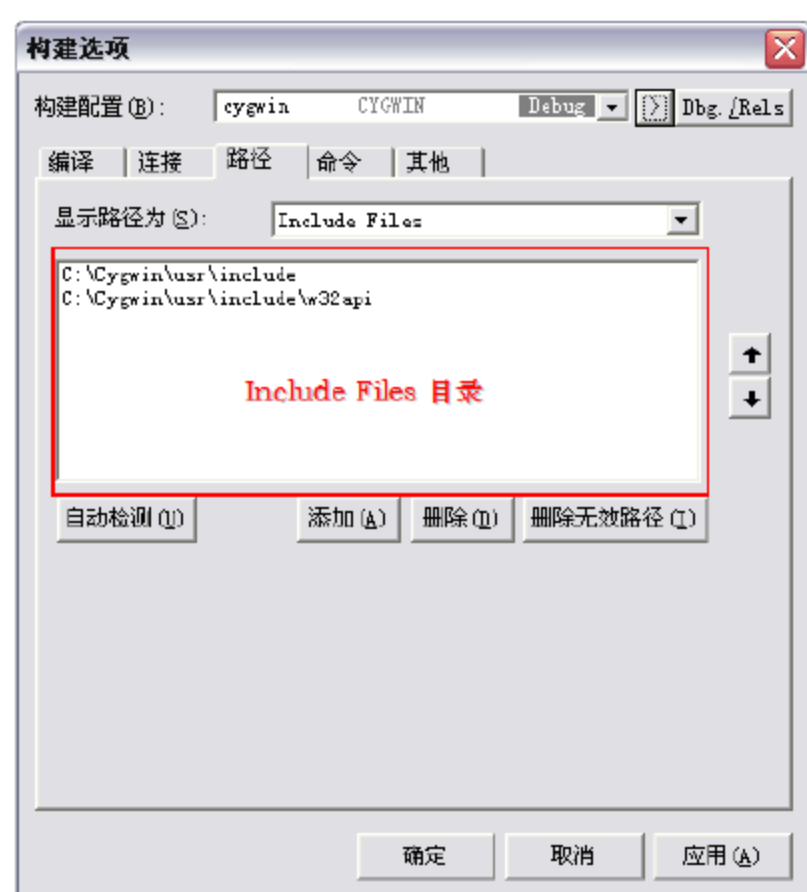 构建选项
构建配置(B): cygwin CYGWIN Debug Dbg./Rels
编译 连接 路径 命令 其他
显示路径为(S): Include Files
C:\Cygwin\usr\include
C:\Cygwin\usr\include\w32api
Include Files 目录
自动检测(U) 添加(A) 删除(D) 删除无效路径(I)
确定 取消 应用(A)